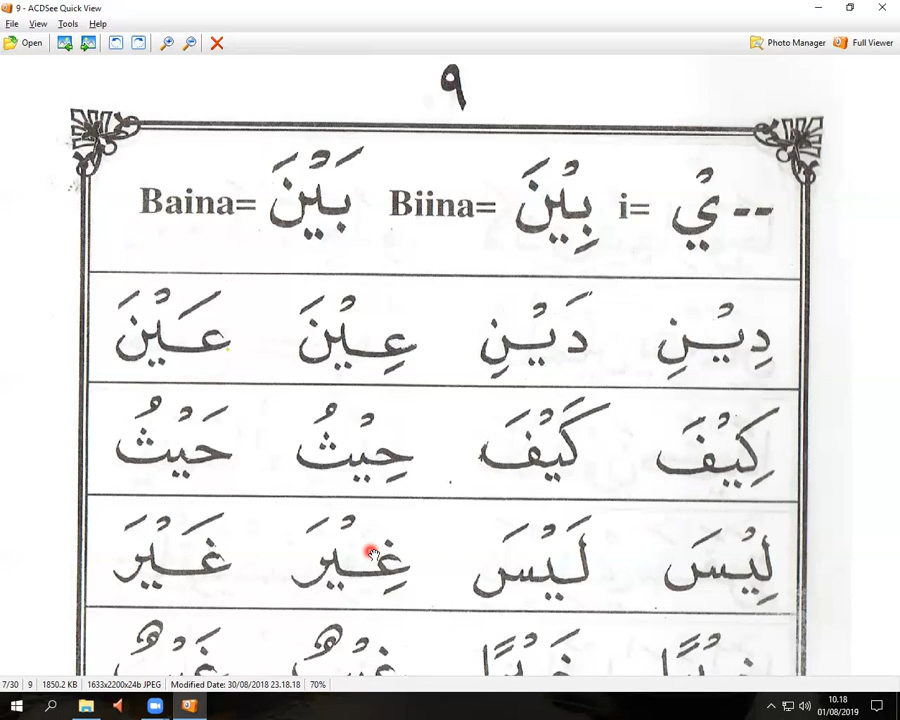 9 - ACDSee Quick View
File View Tools Help
Open Photo Manager Full Viewer
٩
-- يْ =i بِيْنَ =Biina بَيْنَ =Baina
دِيْنِ دَيْنِ عِيْنَ عَيْنَ
كِيْفَ كَيْفَ حِيْثُ حَيْثُ
لِيْسَ لَيْسَ غِيْرَ غَيْرَ
7/30 9 1850.2 KB 1633x2200x24b JPEG Modified Date: 30/08/2018 23.18.18 70%
10.18
01/08/2019